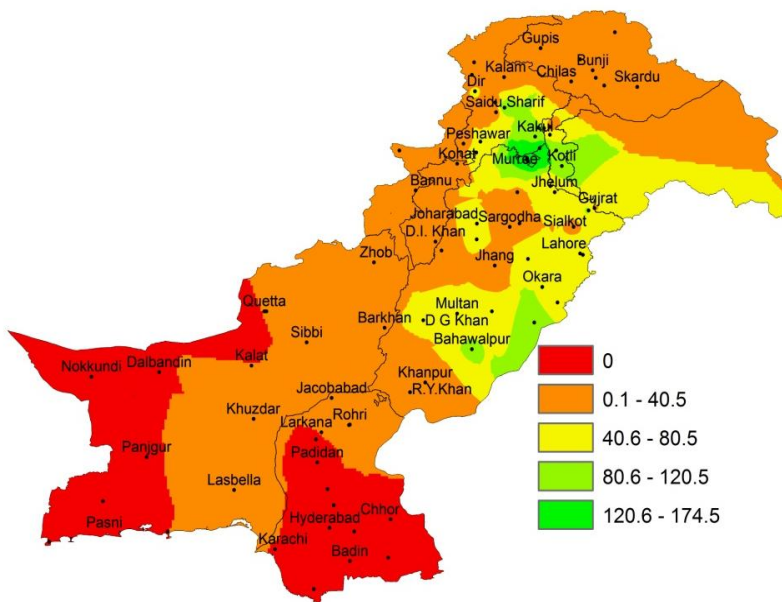 Gupis
Bunji
Kalam
Chilas
Skardu
Dir
Saidu Sharif
Kakul
Peshawar
Kohat
Murree
Kotli
Bannu
Jhelum
Gujrat
Joharabad
Sargodha
Sialkot
D.I. Khan
Lahore
Zhob
Jhang
Okara
Quetta
Multan
Barkhan
D G Khan
Sibbi
Bahawalpur
Dalbandin
Kalat
Nokkundi
Khanpur
Jacobabad
R.Y.Khan
Khuzdar
Larkana
Rohri
Panjgur
Padidan
Lasbella
Pasni
Hyderabad
Chhor
Karachi
Badin
0
0.1 - 40.5
40.6 - 80.5
80.6 - 120.5
120.6 - 174.5